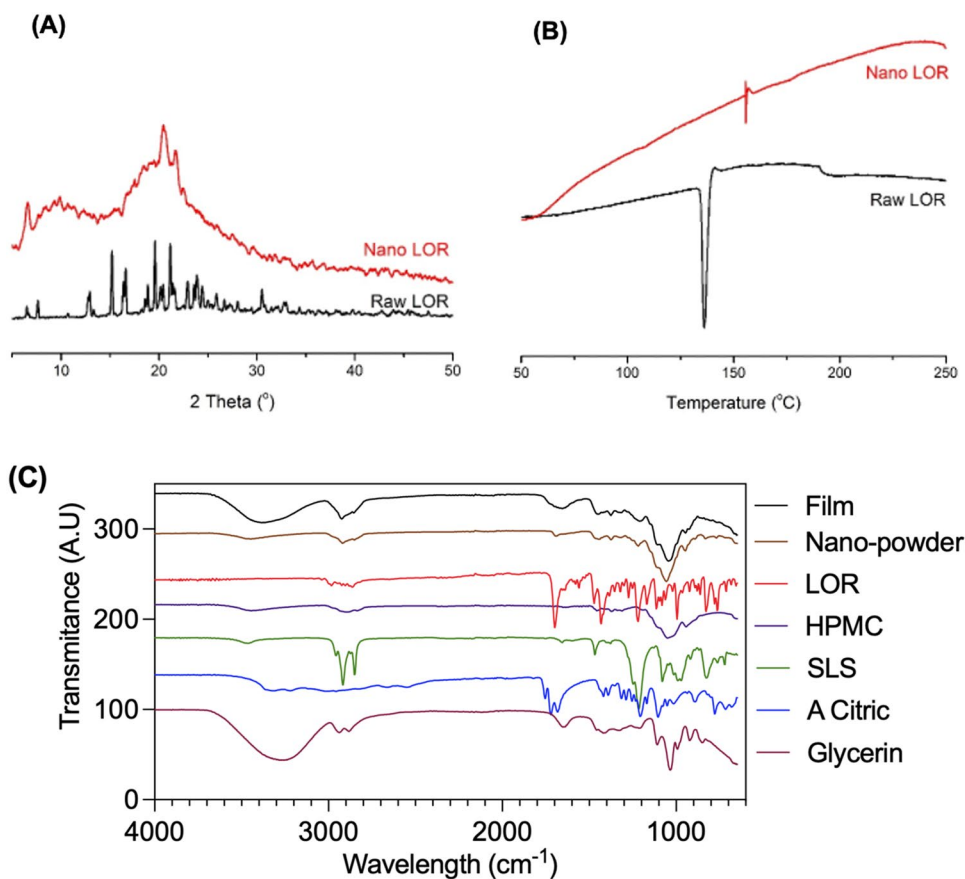 (A)
Nano LOR
Raw LOR
10 20 30 40 50
2 Theta (°)
(B)
Nano LOR
Raw LOR
50 100 150 200 250
Temperature (°C)
(C)
Transmitance (A.U)
300
200
100
0
4000 3000 2000 1000
Wavelength (cm⁻¹)
Film
Nano-powder
LOR
HPMC
SLS
A Citric
Glycerin